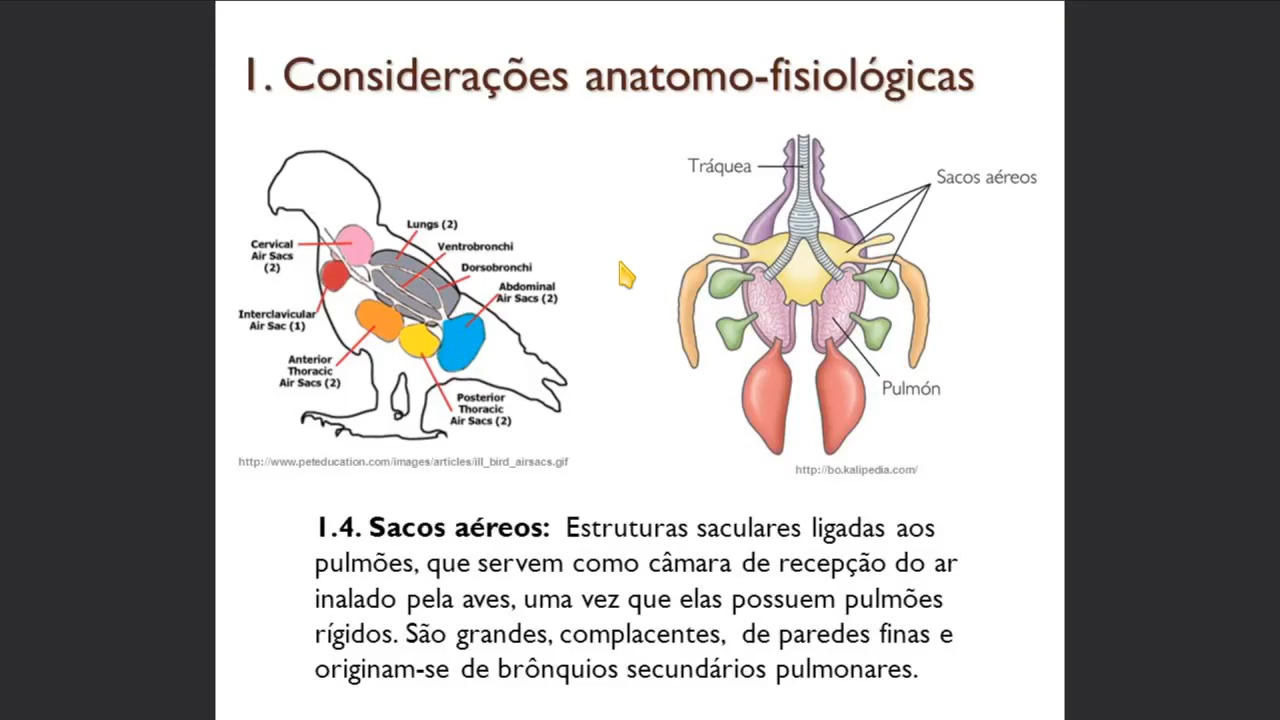 1. Considerações anatomo-fisiológicas
Lungs (2)
Cervical
Air Sacs
(2)
Ventrobronchi
Dorsobronchi
Abdominal
Air Sacs (2)
Interclavicular
Air Sac (1)
Anterior
Thoracic
Air Sacs (2)
Posterior
Thoracic
Air Sacs (2)
http://www.peteducation.com/images/articles/ill_bird_airsacs.gif
Tráquea
Sacos aéreos
Pulmón
http://bo.kalipedia.com/
1.4. Sacos aéreos: Estruturas saculares ligadas aos
pulmões, que servem como câmara de recepção do ar
inalado pela aves, uma vez que elas possuem pulmões
rígidos. São grandes, complacentes, de paredes finas e
originam-se de brônquios secundários pulmonares.